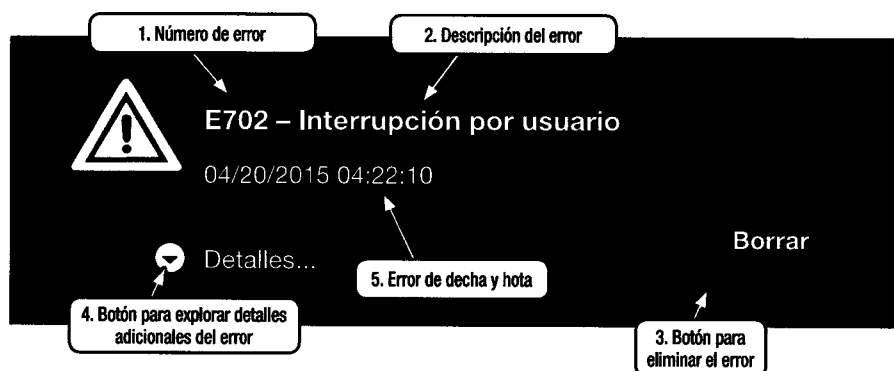 1. Número de error
2. Descripción del error
E702 – Interrupción por usuario
04/20/2015 04:22:10
Borrar
Detalles...
5. Error de decha y hota
4. Botón para explorar detalles
adicionales del error
3. Botón para
eliminar el error